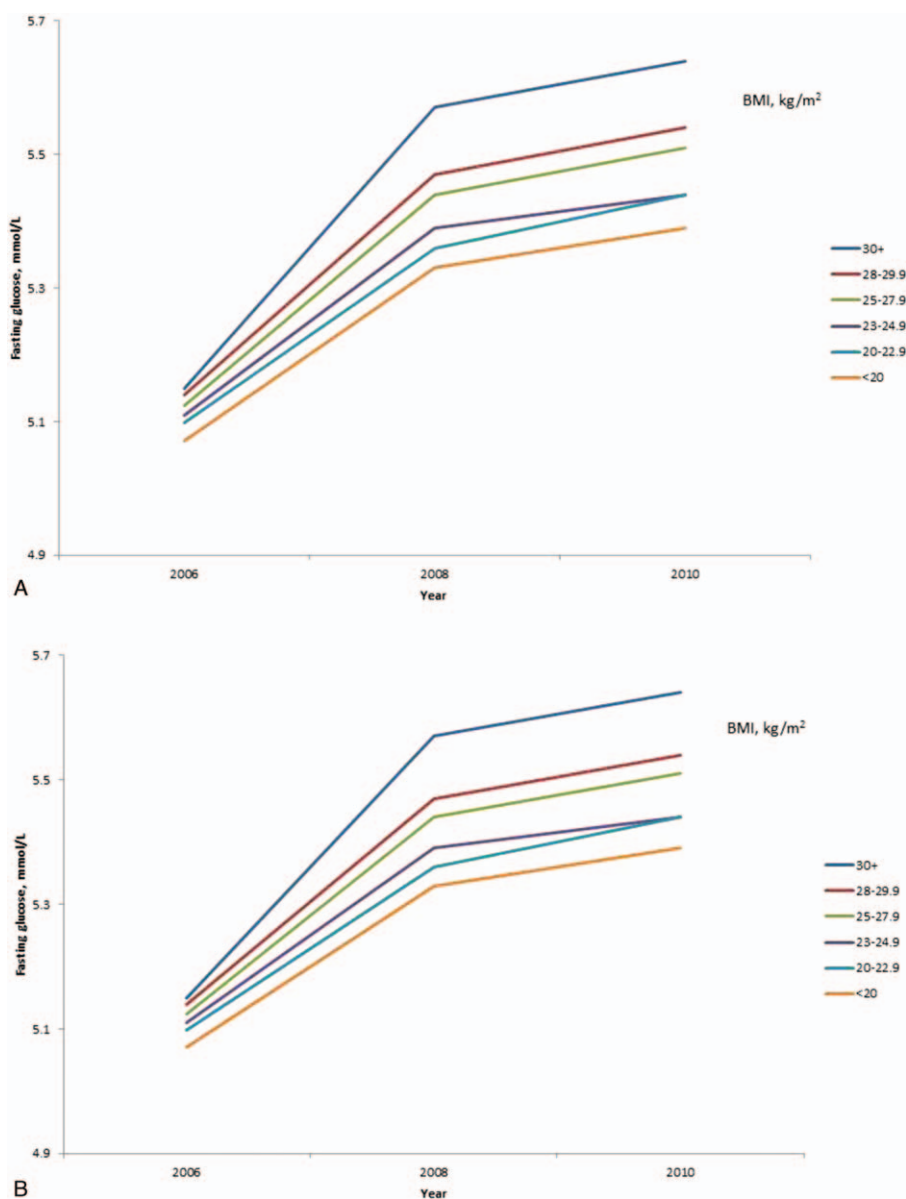 5.7
BMI, kg/m²
5.5
Fasting glucose, mmol/L
5.3
5.1
4.9
30+
28-29.9
25-27.9
23-24.9
20-22.9
<20
2006 2008 2010
A
Year
5.7
BMI, kg/m²
5.5
Fasting glucose, mmol/L
5.3
5.1
4.9
30+
28-29.9
25-27.9
23-24.9
20-22.9
<20
2006 2008 2010
B
Year